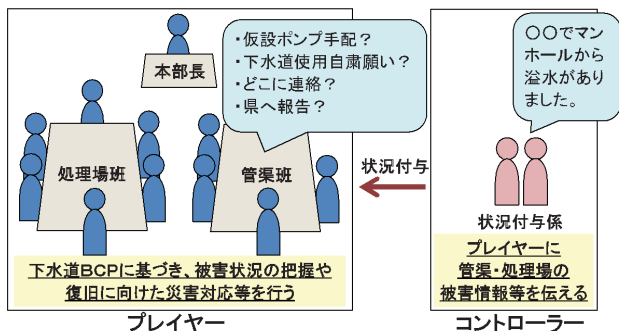 本部長
・仮設ポンプ手配？
・下水道使用自粛願い？
・どこに連絡？
・県へ報告？
処理場班
管渠班
下水道BCPに基づき、被害状況の把握や
復旧に向けた災害対応等を行う
プレイヤー
状況付与
〇〇でマン
ホールから
溢水があり
ました。
状況付与係
プレイヤーに
管渠・処理場の
被害情報等を伝える
コントローラー